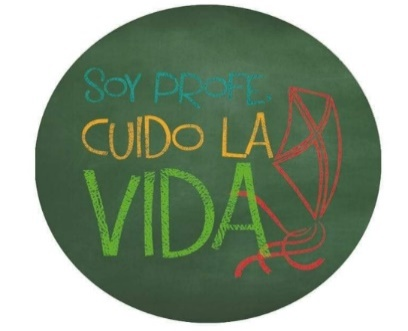 SOY PROFE,
CUIDO LA
VIDA